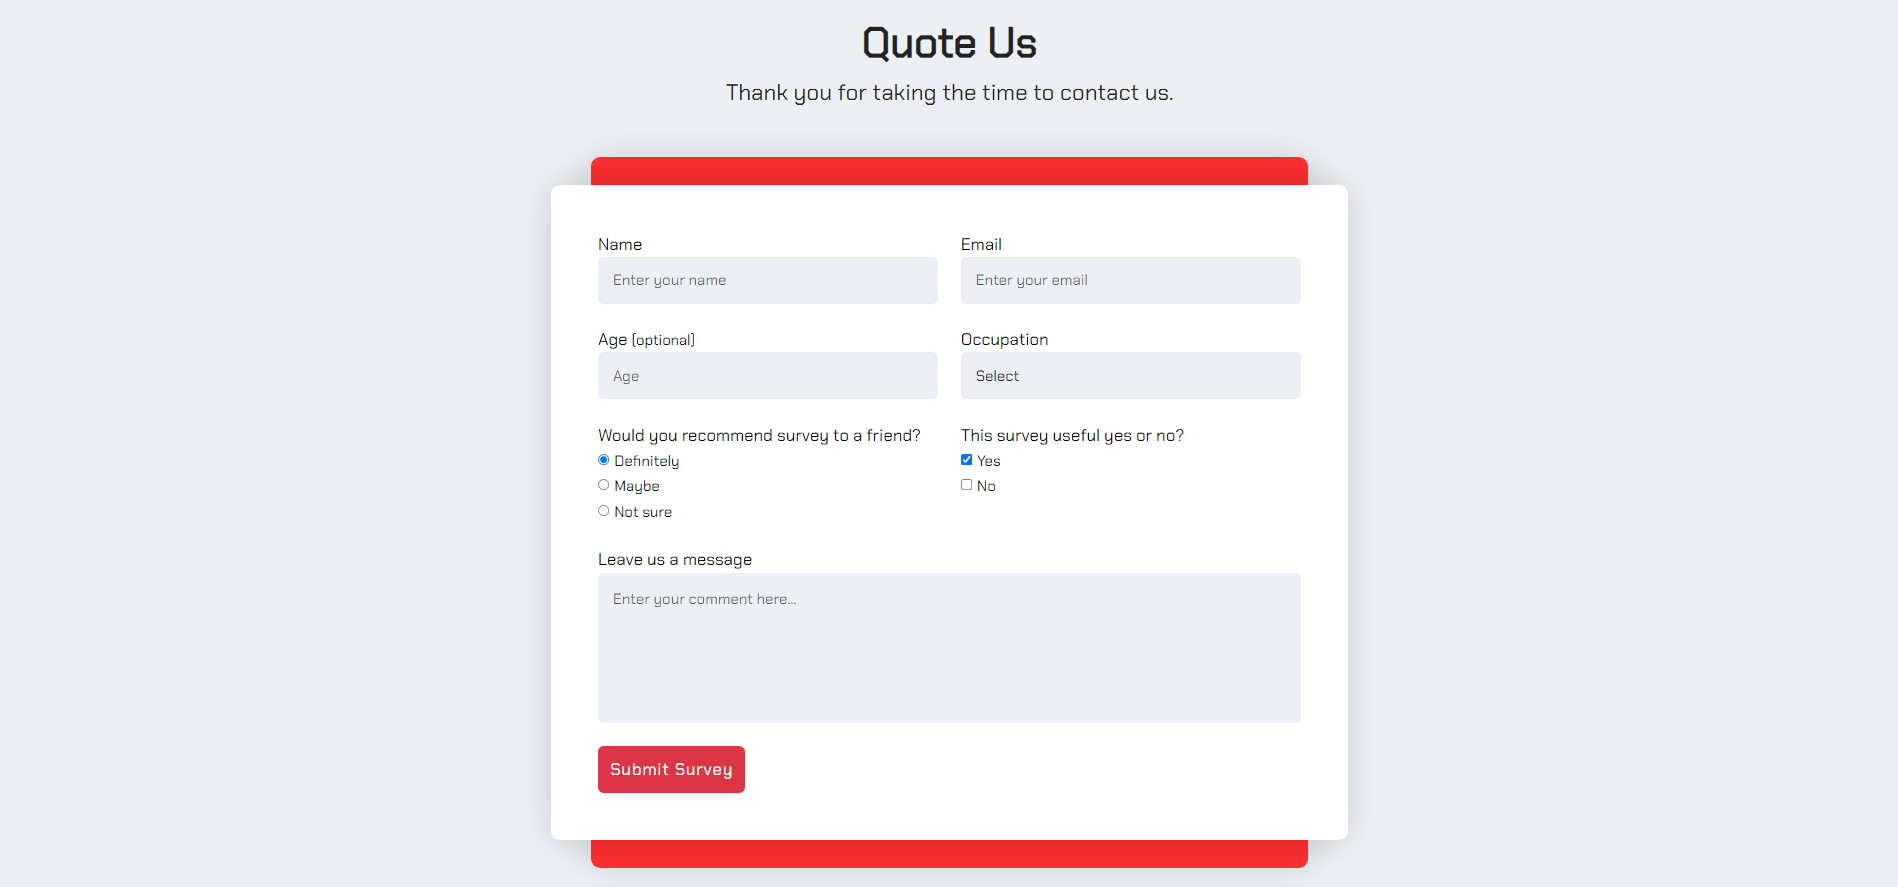 Quote Us
Thank you for taking the time to contact us.
Name
Email
Enter your name
Enter your email
Age (optional)
Occupation
Age
Select
Would you recommend survey to a friend?
This survey useful yes or no?
Definitely
Yes
Maybe
No
Not sure
Leave us a message
Enter your comment here...
Submit Survey